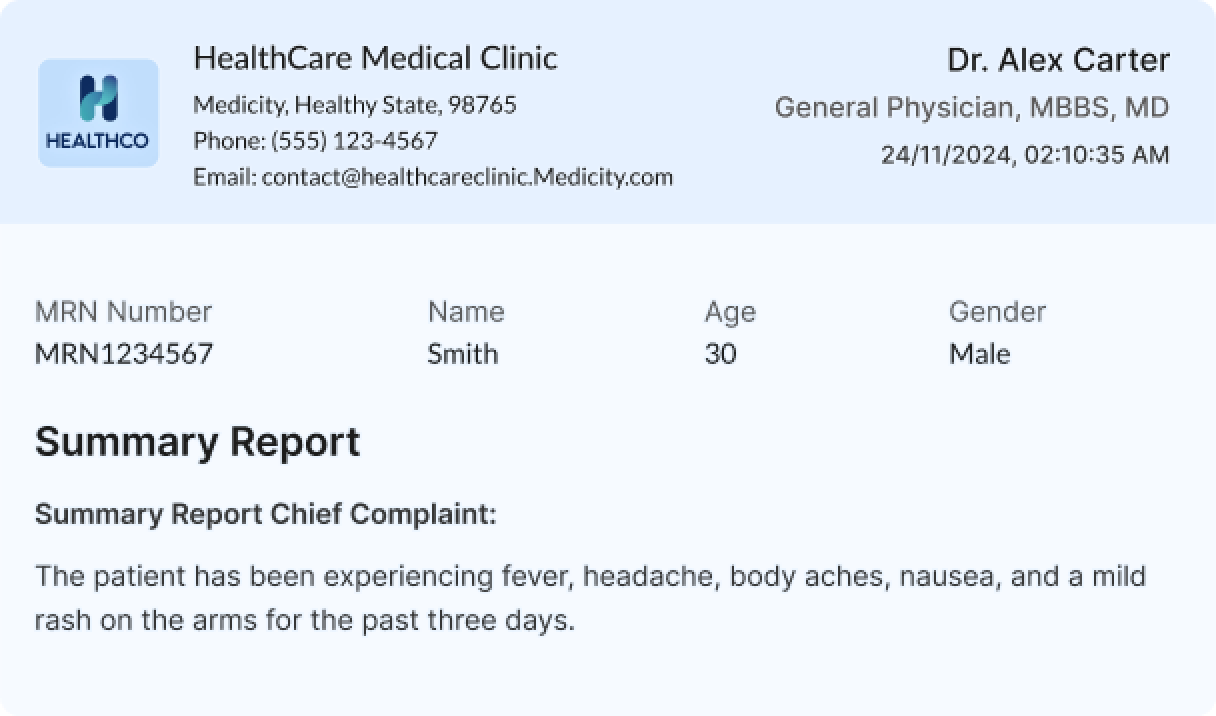 HEALTHCO
HealthCare Medical Clinic
Medicity, Healthy State, 98765
Phone: (555) 123-4567
Email: contact@healthcareclinic.Medicity.com
Dr. Alex Carter
General Physician, MBBS, MD
24/11/2024, 02:10:35 AM
MRN Number Name Age Gender
MRN1234567 Smith 30 Male
Summary Report
Summary Report Chief Complaint:
The patient has been experiencing fever, headache, body aches, nausea, and a mild
rash on the arms for the past three days.